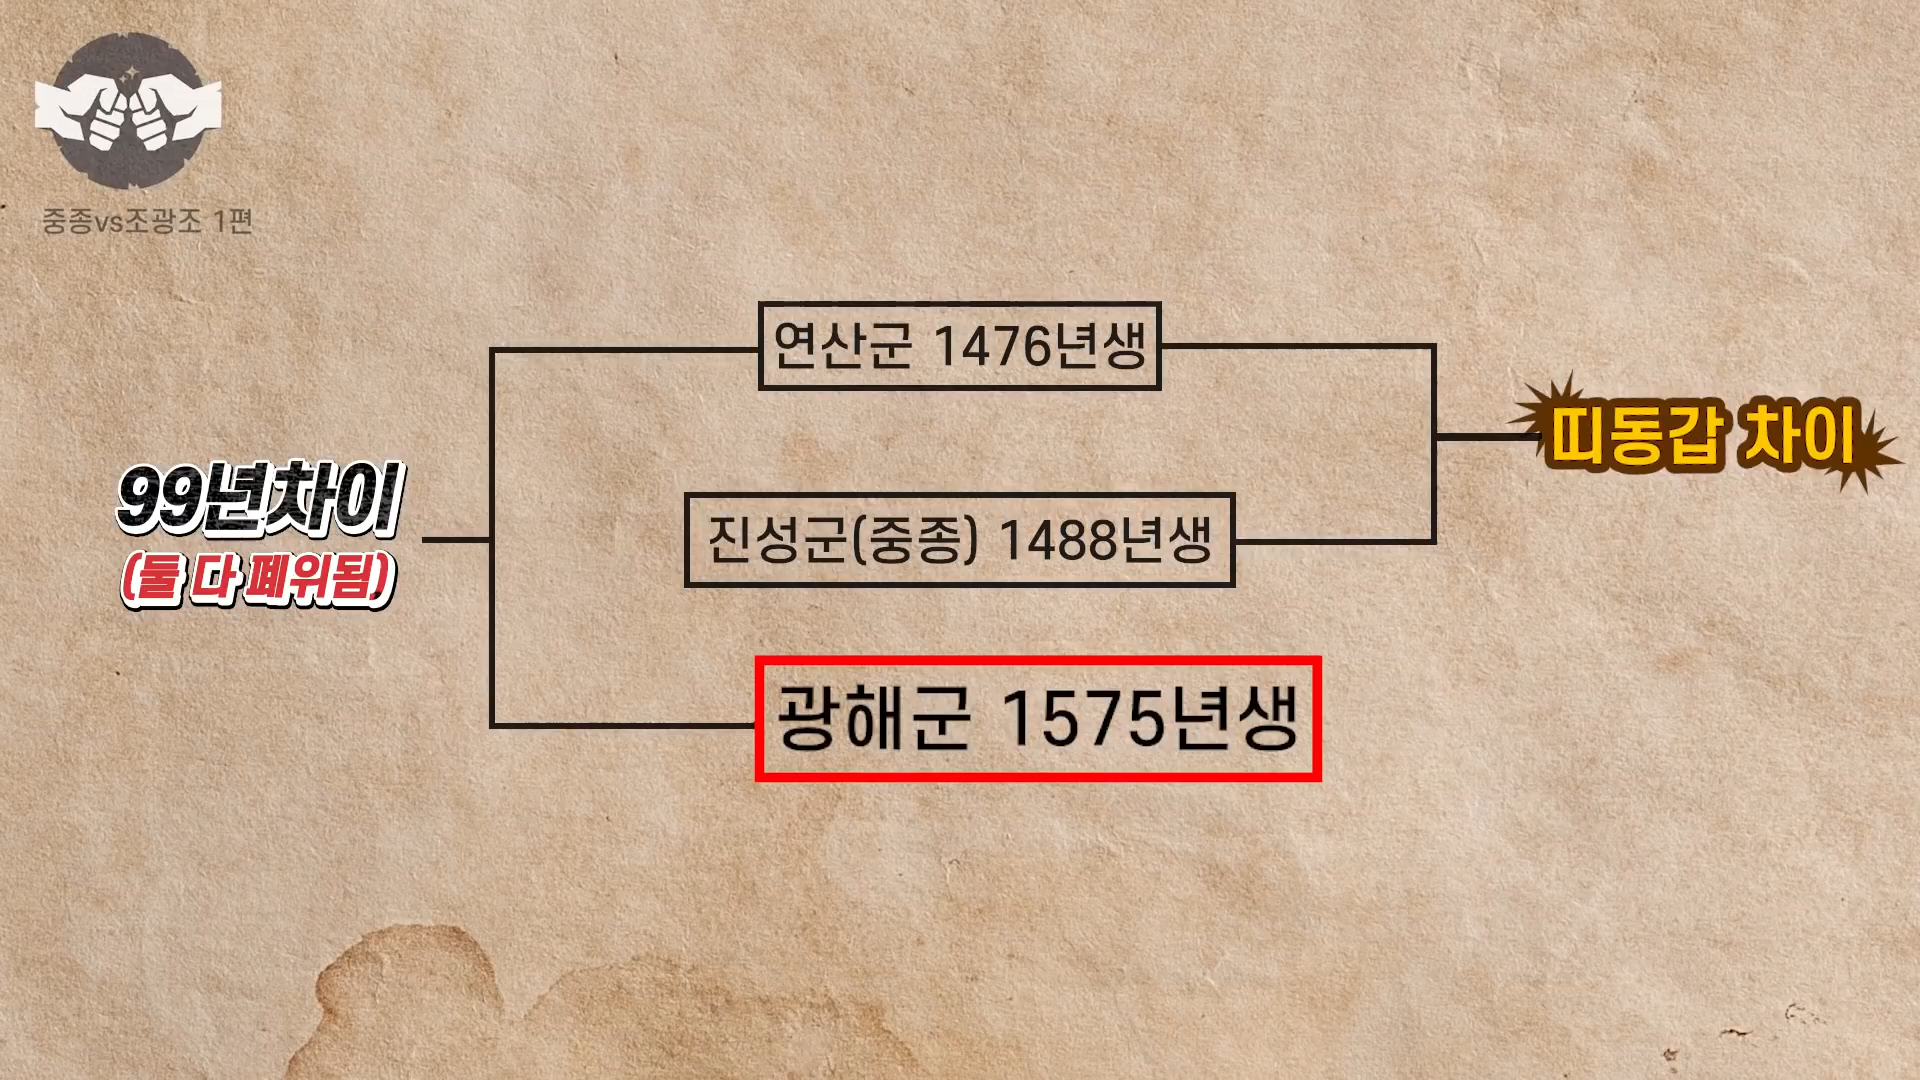 중종vs조광조 1편
연산군 1476년생
띠동갑 차이
99년차이
(둘 다 폐위됨)
진성군(중종) 1488년생
광해군 1575년생